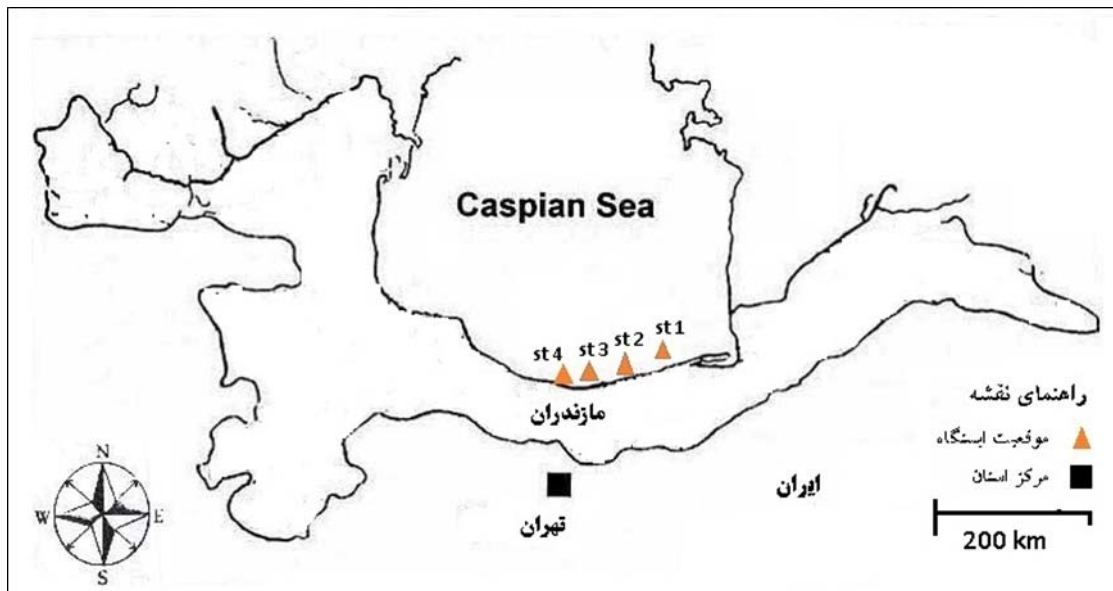 Caspian Sea
st 1
st 2
st 3
st 4
مازندران
راهنمای نقشه
موقعیت ایستگاه
مرکز استان
ایران
تهران
200 km
N
W
E
S